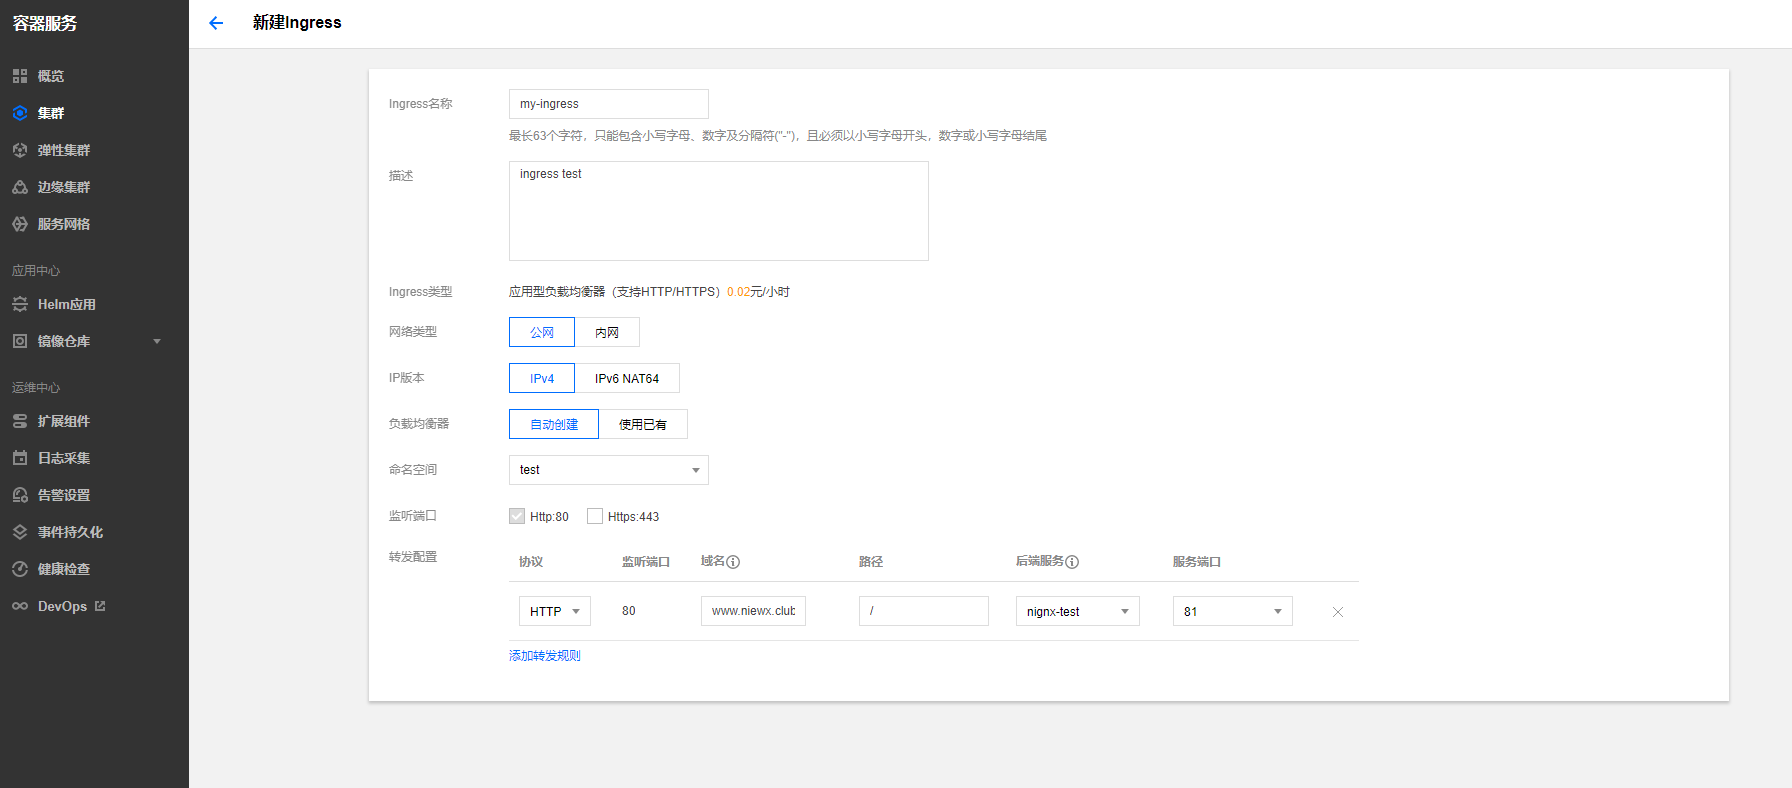 容器服务
概览
集群
弹性集群
边缘集群
服务网格
应用中心
Helm应用
镜像仓库
运维中心
扩展组件
日志采集
告警设置
事件持久化
健康检查
DevOps
新建Ingress
Ingress名称
my-ingress
最长63个字符，只能包含小写字母、数字及分隔符("-")，且必须以小写字母开头，数字或小写字母结尾
描述
ingress test
Ingress类型
应用型负载均衡器（支持HTTP/HTTPS）0.02元/小时
网络类型
公网 内网
IP版本
IPv4 IPv6 NAT64
负载均衡器
自动创建 使用已有
命名空间
test
监听端口
Http:80 Https:443
转发配置
协议 监听端口 域名 路径 后端服务 服务端口
HTTP 80 www.niewx.club / nignx-test 81
添加转发规则